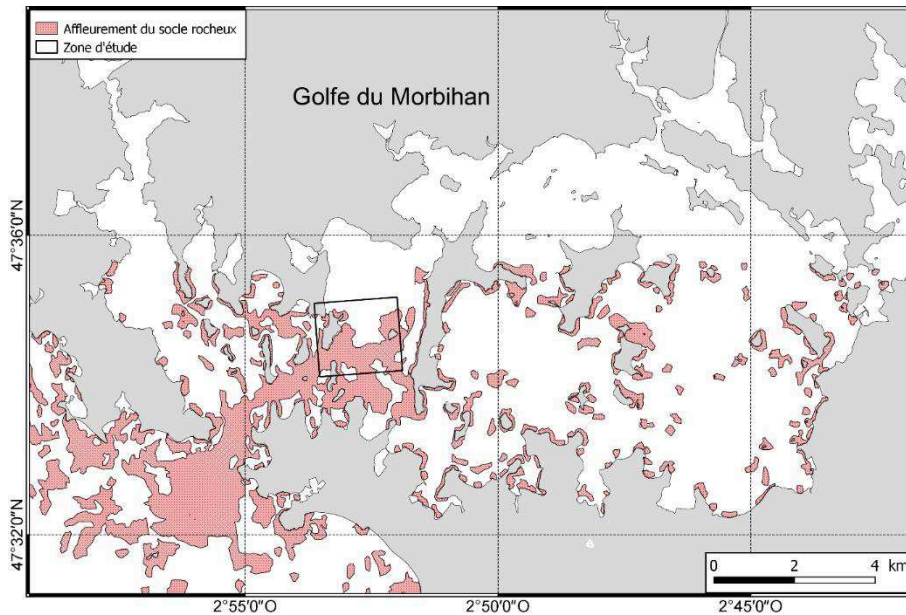 Affleurement du socle rocheux
Zone d'étude
Golfe du Morbihan
47°36'0"N
47°32'0"N
0 2 4 km
2°55'0"O 2°50'0"O 2°45'0"O